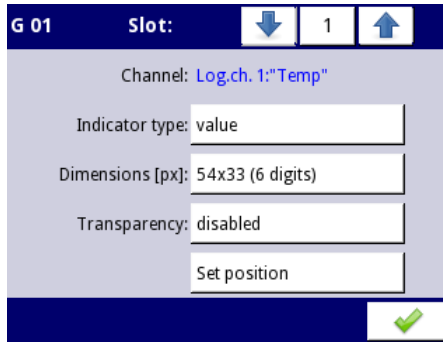 G 01 Slot: 1
Channel: Log.ch. 1:"Temp"
Indicator type: value
Dimensions [px]: 54x33 (6 digits)
Transparency: disabled
Set position